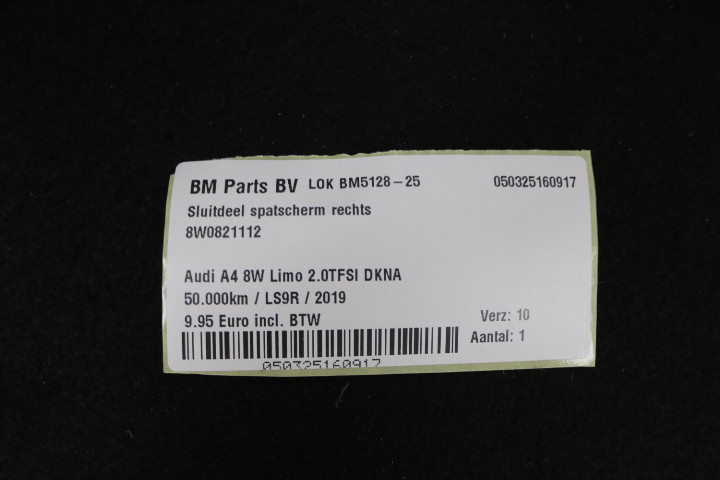 BM Parts BV LOK BM5128-25 050325160917
Sluitdeel spatscherm rechts
8W0821112
Audi A4 8W Limo 2.0TFSI DKNA
50.000km / LS9R / 2019
9.95 Euro incl. BTW
Verz: 10
Aantal: 1
050325160917